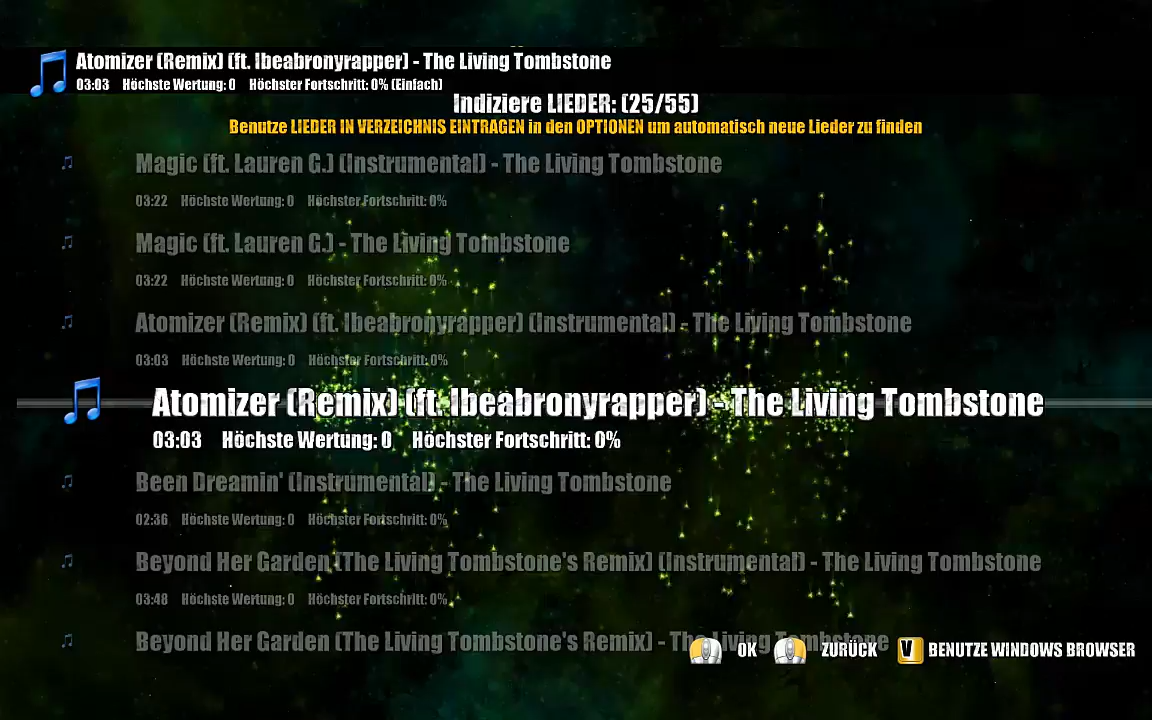 Atomizer (Remix) (ft. Ibeabronyrapper) - The Living Tombstone
03:03 Höchste Wertung: 0 Höchster Fortschritt: 0% (Einfach)
Indiziere LIEDER: (25/55)
Benutze LIEDER IN VERZEICHNIS EINTRAGEN in den OPTIONEN um automatisch neue Lieder zu finden
Magic (ft. Lauren G.) (Instrumental) - The Living Tombstone
03:22 Höchste Wertung: 0 Höchster Fortschritt: 0%
Magic (ft. Lauren G.) - The Living Tombstone
03:22 Höchste Wertung: 0 Höchster Fortschritt: 0%
Atomizer (Remix) (ft. Ibeabronyrapper) (Instrumental) - The Living Tombstone
03:03 Höchste Wertung: 0 Höchster Fortschritt: 0%
Atomizer (Remix) (ft. Ibeabronyrapper) - The Living Tombstone
03:03 Höchste Wertung: 0 Höchster Fortschritt: 0%
Been Dreamin' (Instrumental) - The Living Tombstone
02:36 Höchste Wertung: 0 Höchster Fortschritt: 0%
Beyond Her Garden (The Living Tombstone's Remix) (Instrumental) - The Living Tombstone
03:48 Höchste Wertung: 0 Höchster Fortschritt: 0%
Beyond Her Garden (The Living Tombstone's Remix) - The Living Tombstone
OK ZURÜCK V BENUTZE WINDOWS BROWSER